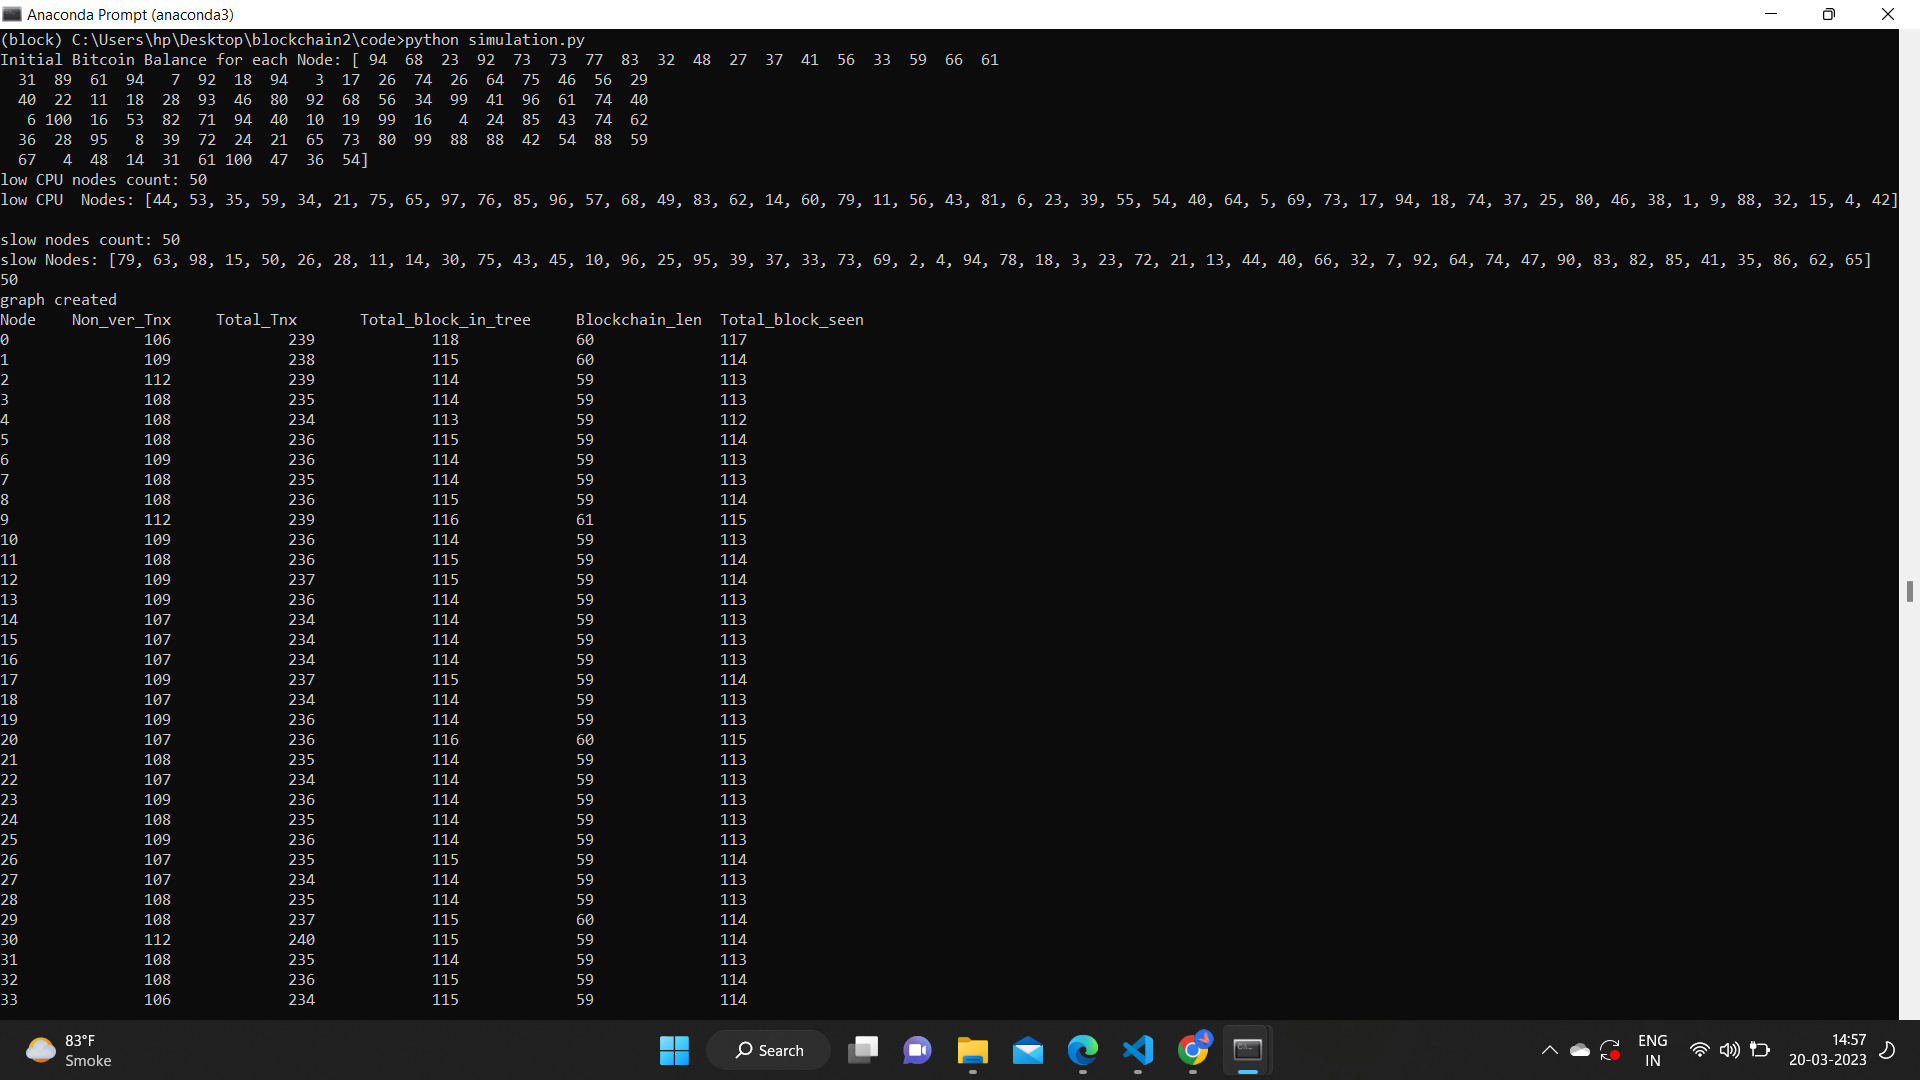 Anaconda Prompt (anaconda3)
(block) C:\Users\hp\Desktop\blockchain2\code>python simulation.py
Initial Bitcoin Balance for each Node: [ 94  68  23  92  73  73  77  83  32  48  27  37  41  56  33  59  66  61
  31  89  61  94   7  92  18  94   3  17  26  74  26  64  75  46  56  29
  40  22  11  18  28  93  46  80  92  68  56  34  99  41  96  61  74  40
   6 100  16  53  82  71  94  40  10  19  99  16   4  24  85  43  74  62
  36  28  95   8  39  72  24  21  65  73  80  99  88  88  42  54  88  59
  67   4  48  14  31  61 100  47  36  54]
low CPU nodes count: 50
low CPU  Nodes: [44, 53, 35, 59, 34, 21, 75, 65, 97, 76, 85, 96, 57, 68, 49, 83, 62, 14, 60, 79, 11, 56, 43, 81, 6, 23, 39, 55, 54, 40, 64, 5, 69, 73, 17, 94, 18, 74, 37, 25, 80, 46, 38, 1, 9, 88, 32, 15, 4, 42]
slow nodes count: 50
slow Nodes: [79, 63, 98, 15, 50, 26, 28, 11, 14, 30, 75, 43, 45, 10, 96, 25, 95, 39, 37, 33, 73, 69, 2, 4, 94, 78, 18, 3, 23, 72, 21, 13, 44, 40, 66, 32, 7, 92, 64, 74, 47, 90, 83, 82, 85, 41, 35, 86, 62, 65]
50
graph created
Node    Non_ver_Tnx     Total_Tnx       Total_block_in_tree     Blockchain_len  Total_block_seen
0               106             239             118             60              117
1               109             238             115             60              114
2               112             239             114             59              113
3               108             235             114             59              113
4               108             234             113             59              112
5               108             236             115             59              114
6               109             236             114             59              113
7               108             235             114             59              113
8               108             236             115             59              114
9               112             239             116             61              115
10              109             236             114             59              113
11              108             236             115             59              114
12              109             237             115             59              114
13              109             236             114             59              113
14              107             234             114             59              113
15              107             234             114             59              113
16              107             234             114             59              113
17              109             237             115             59              114
18              107             234             114             59              113
19              109             236             114             59              113
20              107             236             116             60              115
21              108             235             114             59              113
22              107             234             114             59              113
23              109             236             114             59              113
24              108             235             114             59              113
25              109             236             114             59              113
26              107             235             115             59              114
27              107             234             114             59              113
28              108             235             114             59              113
29              108             237             115             60              114
30              112             240             115             59              114
31              108             235             114             59              113
32              108             236             115             59              114
33              106             234             115             59              114
83°F
Smoke
Search
ENG
IN
14:57
20-03-2023